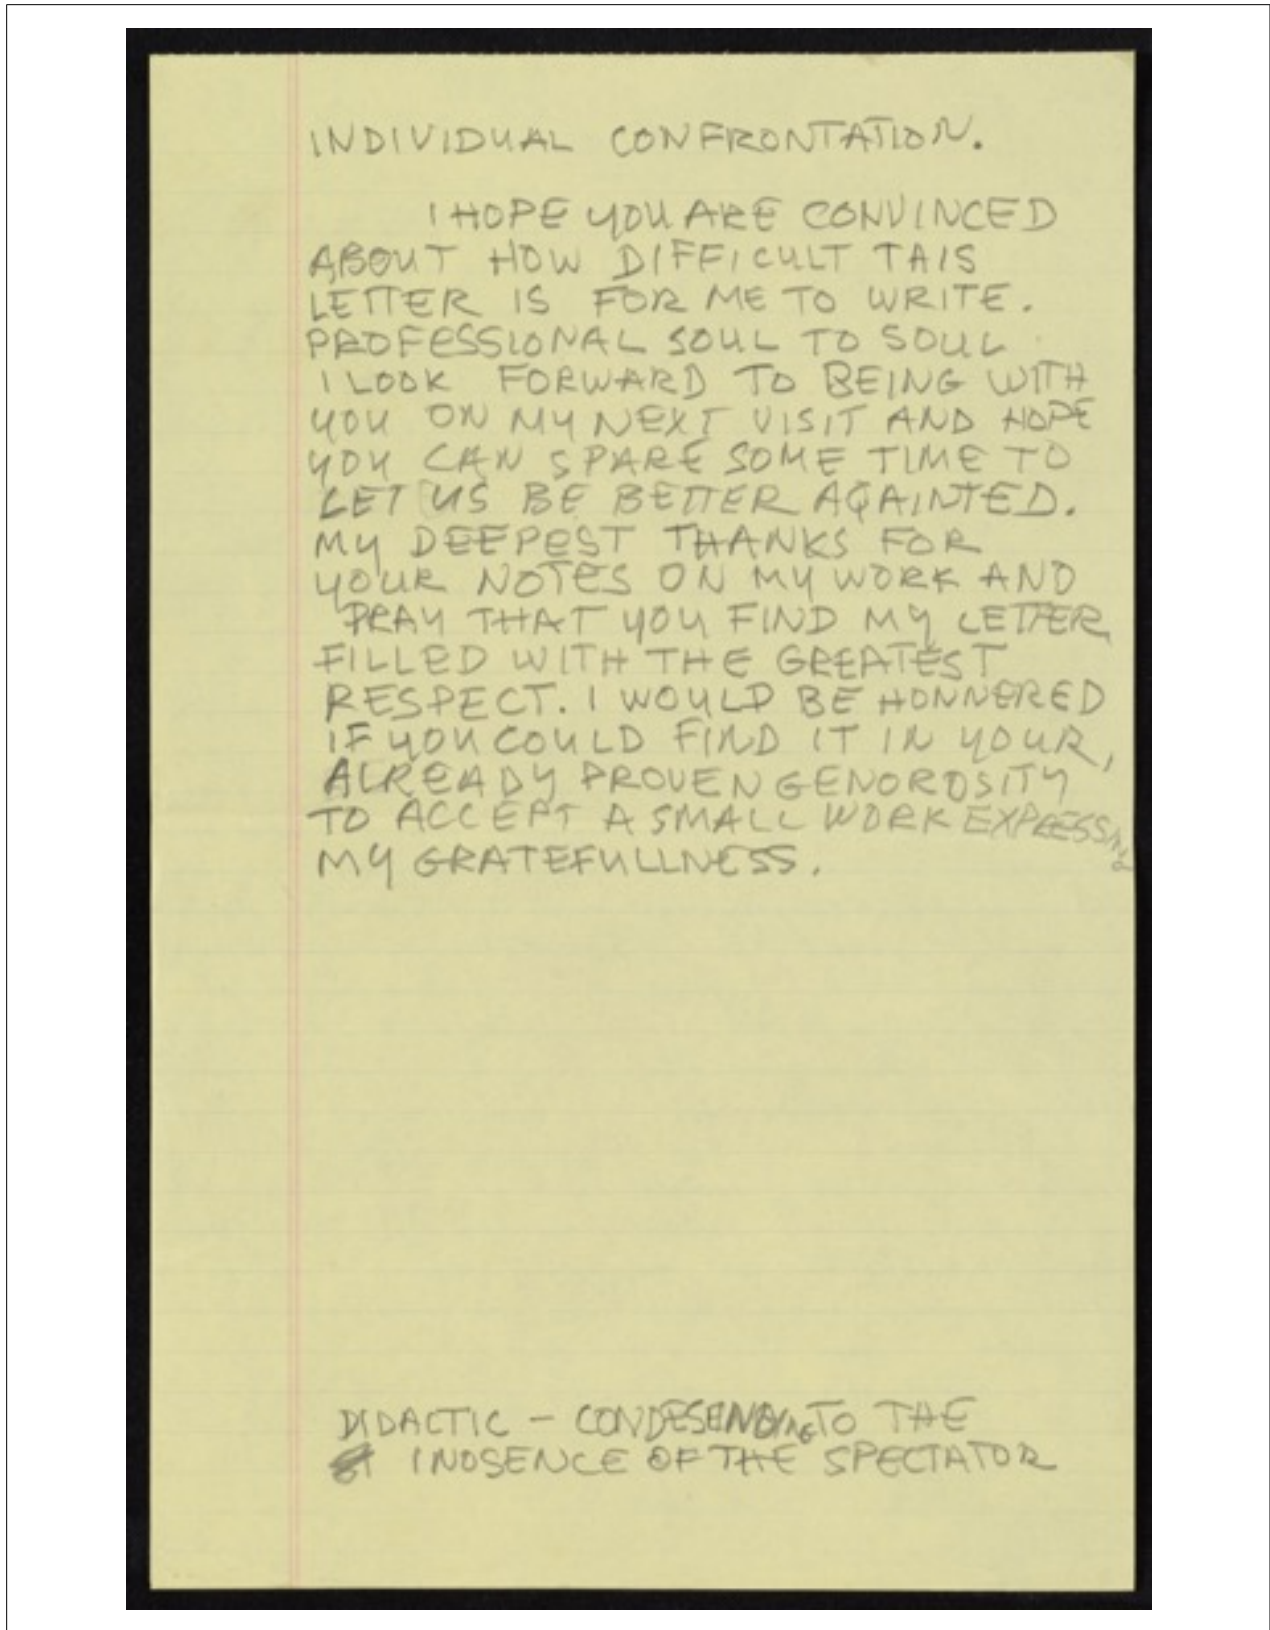 INDIVIDUAL CONFRONTATION.
I HOPE YOU ARE CONVINCED
ABOUT HOW DIFFICULT THIS
LETTER IS FOR ME TO WRITE.
PROFESSIONAL SOUL TO SOUL
I LOOK FORWARD TO BEING WITH
YOU ON MY NEXT VISIT AND HOPE
YOU CAN SPARE SOME TIME TO
LET US BE BETTER AQAINTED.
MY DEEPEST THANKS FOR
YOUR NOTES ON MY WORK AND
PRAY THAT YOU FIND MY LETTER
FILLED WITH THE GREATEST
RESPECT. I WOULD BE HONNERED
IF YOU COULD FIND IT IN YOUR,
ALREADY PROVEN GENOROSITY
TO ACCEPT A SMALL WORK EXPRESSING
MY GRATEFULLNESS.
DIDACTIC – CONDESENDING TO THE
INOSENCE OF THE SPECTATOR